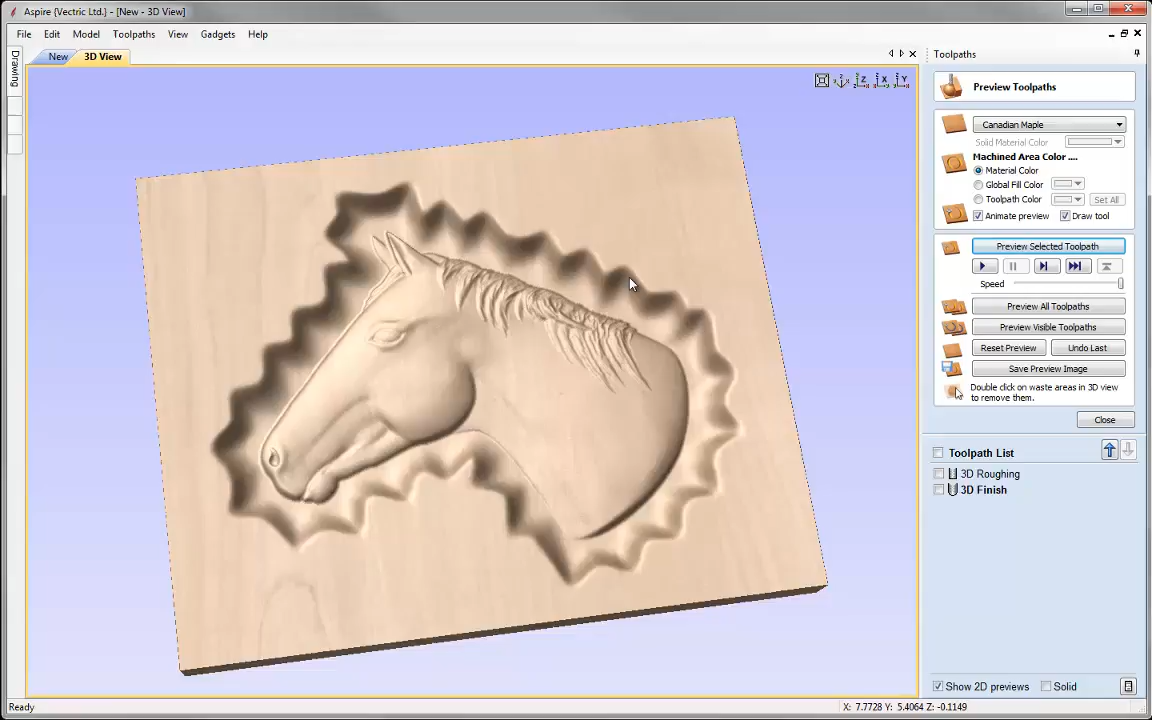 Aspire {Vectric Ltd.} - [New - 3D View]
File Edit Model Toolpaths View Gadgets Help
New 3D View
Drawing
Z X Y
Toolpaths
Preview Toolpaths
Canadian Maple
Solid Material Color
Machined Area Color ....
Material Color
Global Fill Color
Toolpath Color Set All
Animate preview Draw tool
Preview Selected Toolpath
Speed
Preview All Toolpaths
Preview Visible Toolpaths
Reset Preview Undo Last
Save Preview Image
Double click on waste areas in 3D view
to remove them.
Close
Toolpath List
3D Roughing
3D Finish
Show 2D previews Solid
Ready X: 7.7728 Y: 5.4064 Z: -0.1149